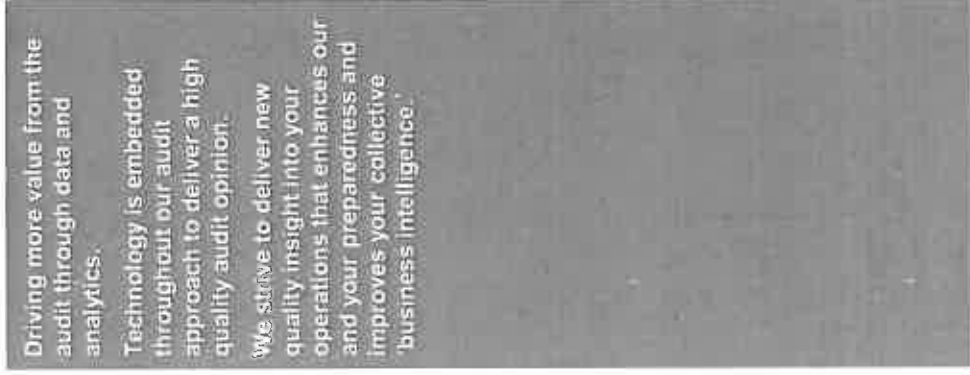 Driving more value from the
audit through data and
analytics.
Technology is embedded
throughout our audit
approach to deliver a high
quality audit opinion.
We strive to deliver new
quality insight into your
operations that enhances our
and your preparedness and
improves your collective
'business intelligence.'